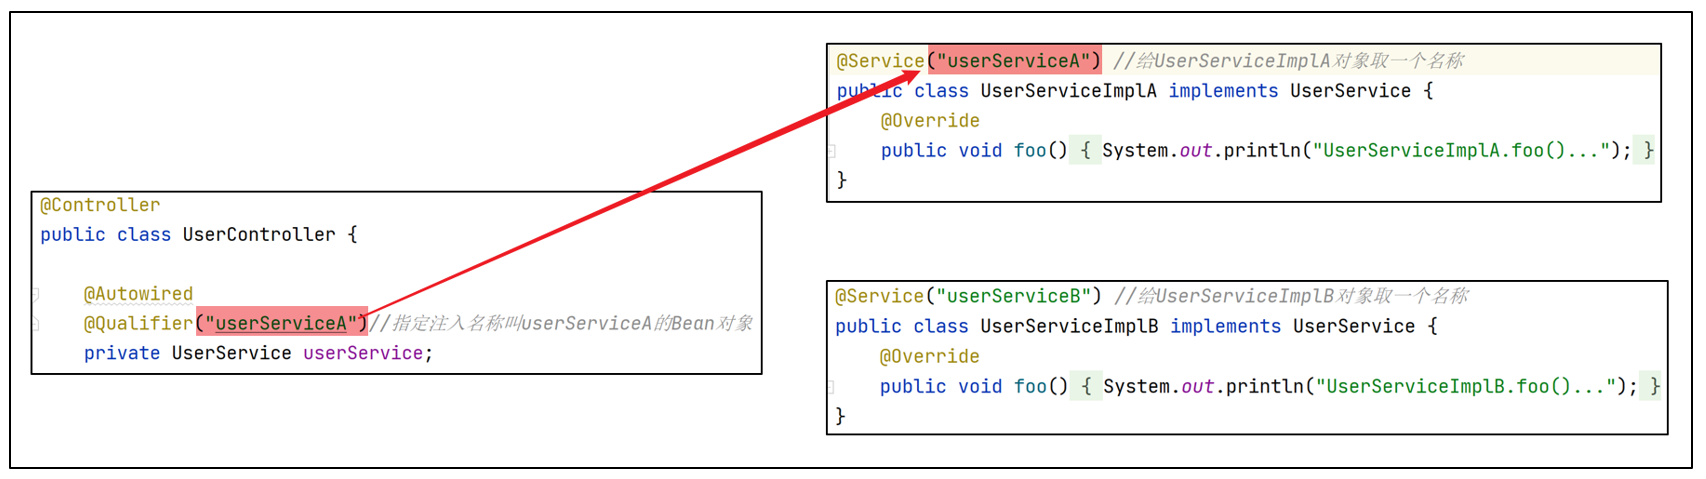 @Controller
public class UserController {
@Autowired
@Qualifier("userServiceA")//指定注入名称叫userServiceA的Bean对象
private UserService userService;
@Service("userServiceA") //给UserServiceImplA对象取一个名称
public class UserServiceImplA implements UserService {
@Override
public void foo() { System.out.println("UserServiceImplA.foo()..."); }
}
@Service("userServiceB") //给UserServiceImplB对象取一个名称
public class UserServiceImplB implements UserService {
@Override
public void foo() { System.out.println("UserServiceImplB.foo()..."); }
}